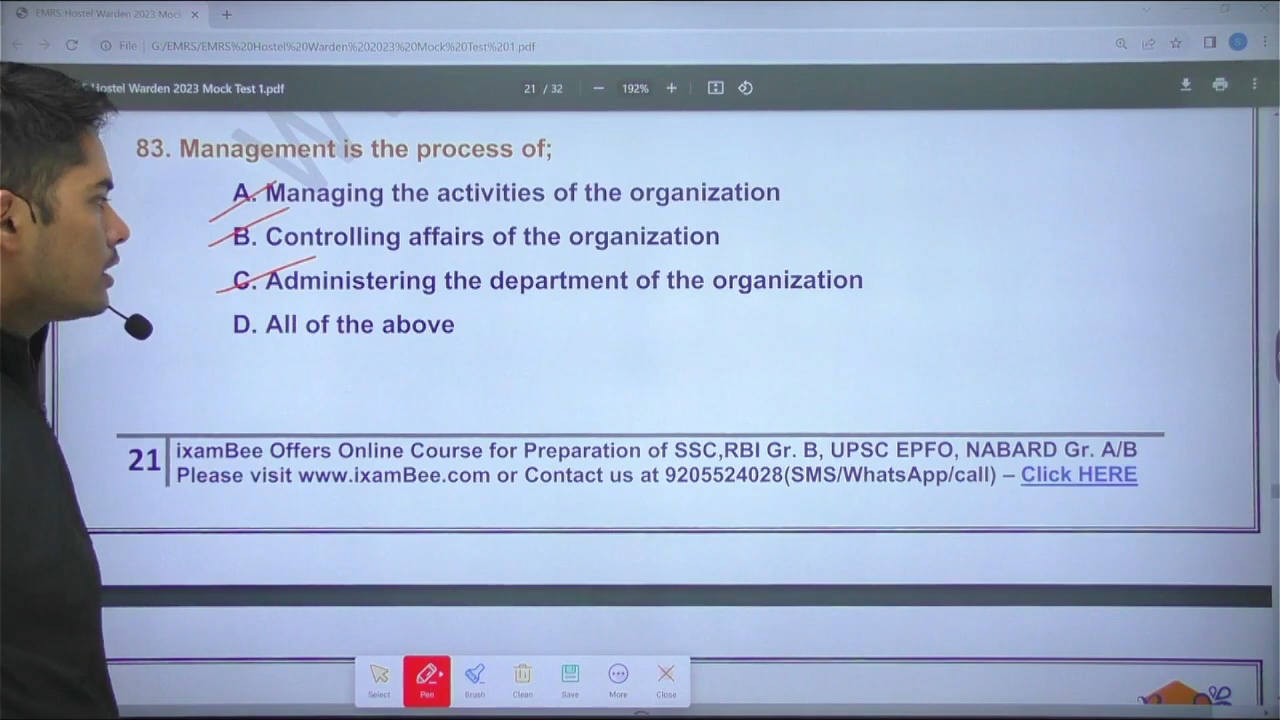 EMRS Hostel Warden 2023 Moc
File
G:/EMRS/EMRS%20Hostel%20Warden%202023%20Mock%20Test%201.pdf
Hostel Warden 2023 Mock Test 1.pdf
21 / 32
192%
83. Management is the process of;
A. Managing the activities of the organization
B. Controlling affairs of the organization
C. Administering the department of the organization
D. All of the above
21
ixamBee Offers Online Course for Preparation of SSC,RBI Gr. B, UPSC EPFO, NABARD Gr. A/B
Please visit www.ixamBee.com or Contact us at 9205524028(SMS/WhatsApp/call) – Click HERE
Select
Pen
Brush
Clean
Save
More
Close